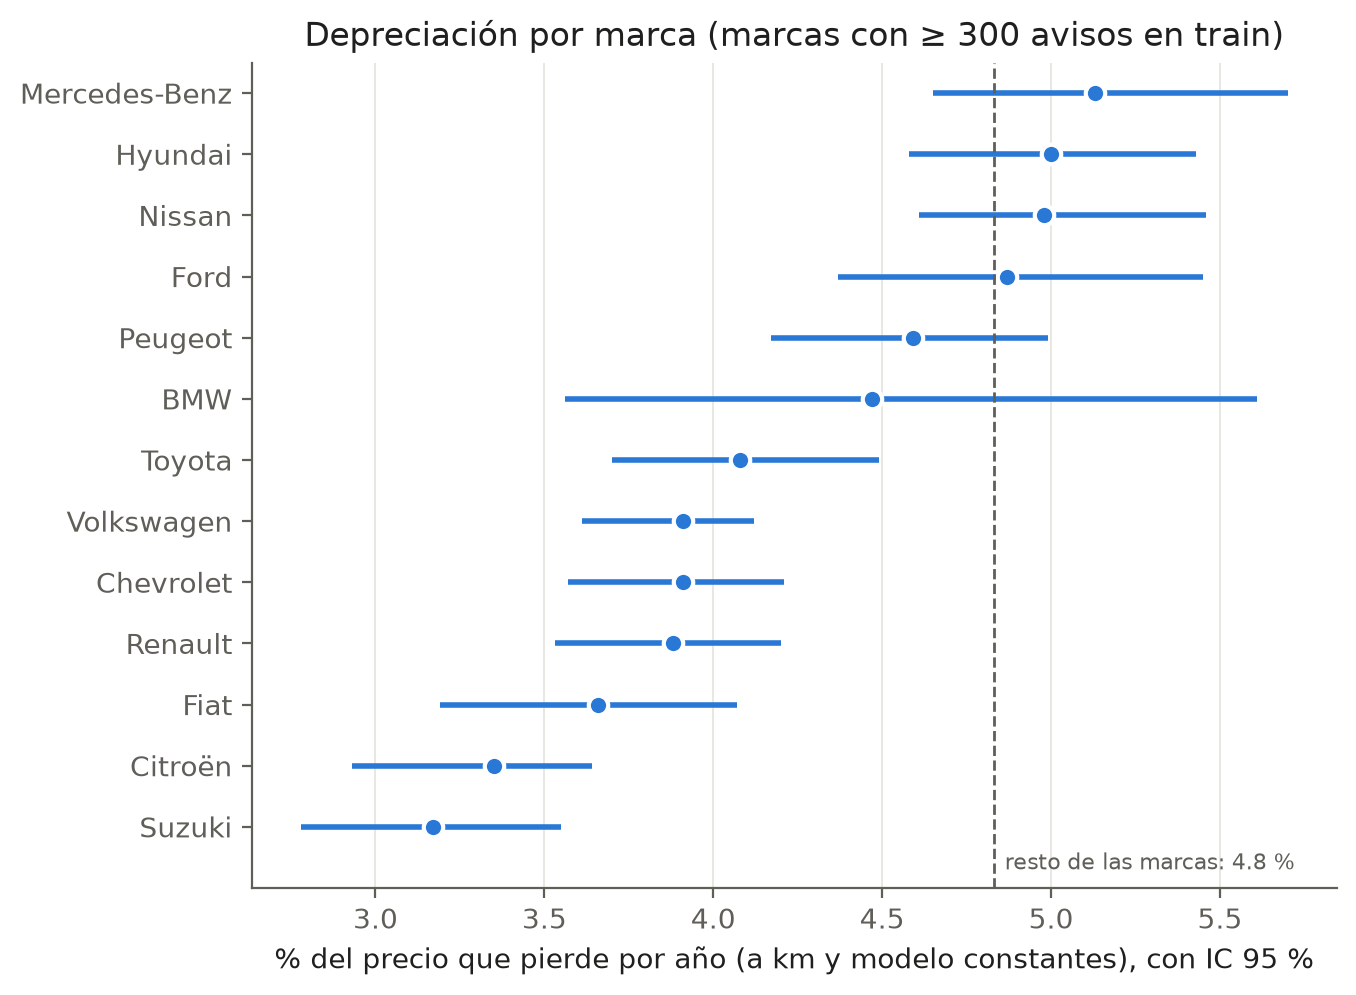 Depreciación por marca (marcas con ≥ 300 avisos en train)
Mercedes-Benz
Hyundai
Nissan
Ford
Peugeot
BMW
Toyota
Volkswagen
Chevrolet
Renault
Fiat
Citroën
Suzuki
resto de las marcas: 4.8 %
3.0 3.5 4.0 4.5 5.0 5.5
% del precio que pierde por año (a km y modelo constantes), con IC 95 %